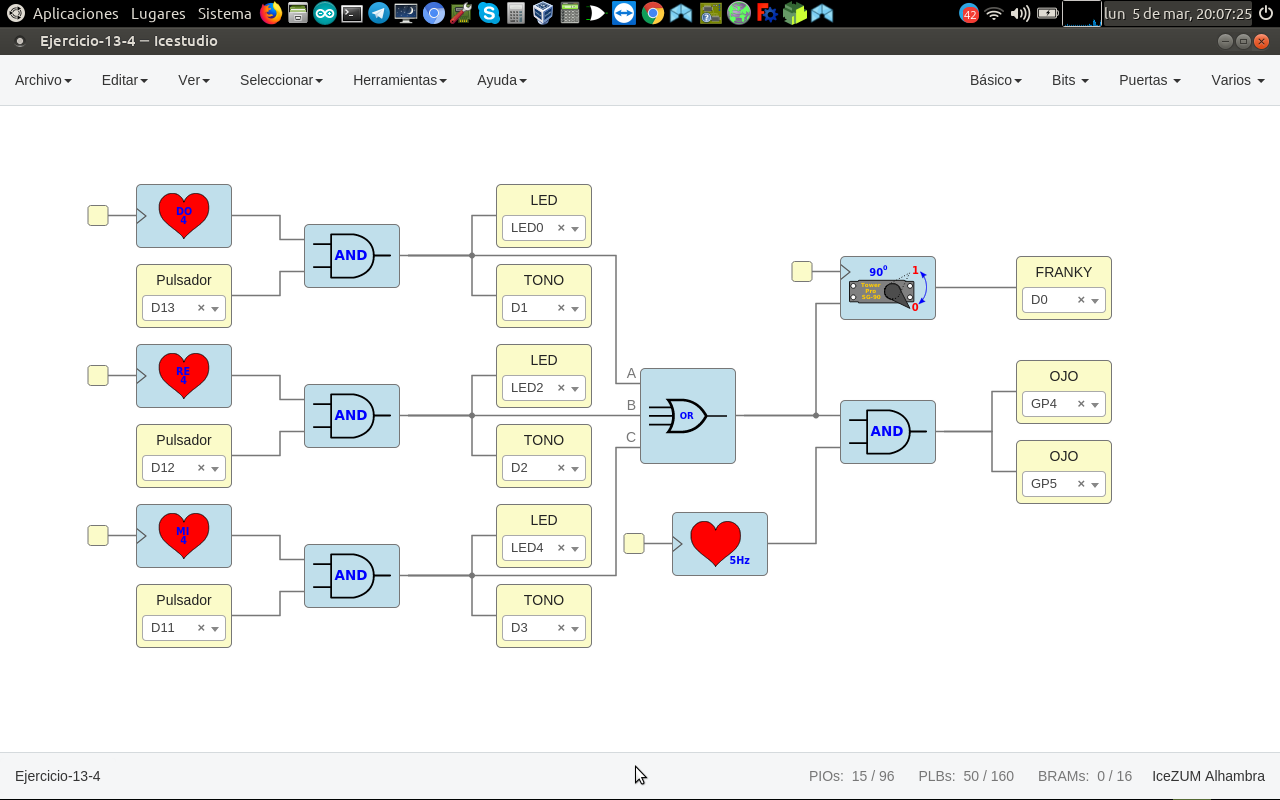 Aplicaciones Lugares Sistema
42
lun 5 de mar, 20:07:25
Ejercicio-13-4 — Icestudio
Archivo Editar Ver Seleccionar Herramientas Ayuda
Básico Bits Puertas Varios
DO
4
Pulsador
D13
AND
LED
LED0
TONO
D1
RE
4
Pulsador
D12
AND
LED
LED2
TONO
D2
Mi
4
Pulsador
D11
AND
LED
LED4
TONO
D3
A
B
C
OR
5Hz
90⁰
1
0
Tower
Pro
SG-90
FRANKY
D0
AND
OJO
GP4
OJO
GP5
Ejercicio-13-4
PIOs: 15 / 96 PLBs: 50 / 160 BRAMs: 0 / 16 IceZUM Alhambra